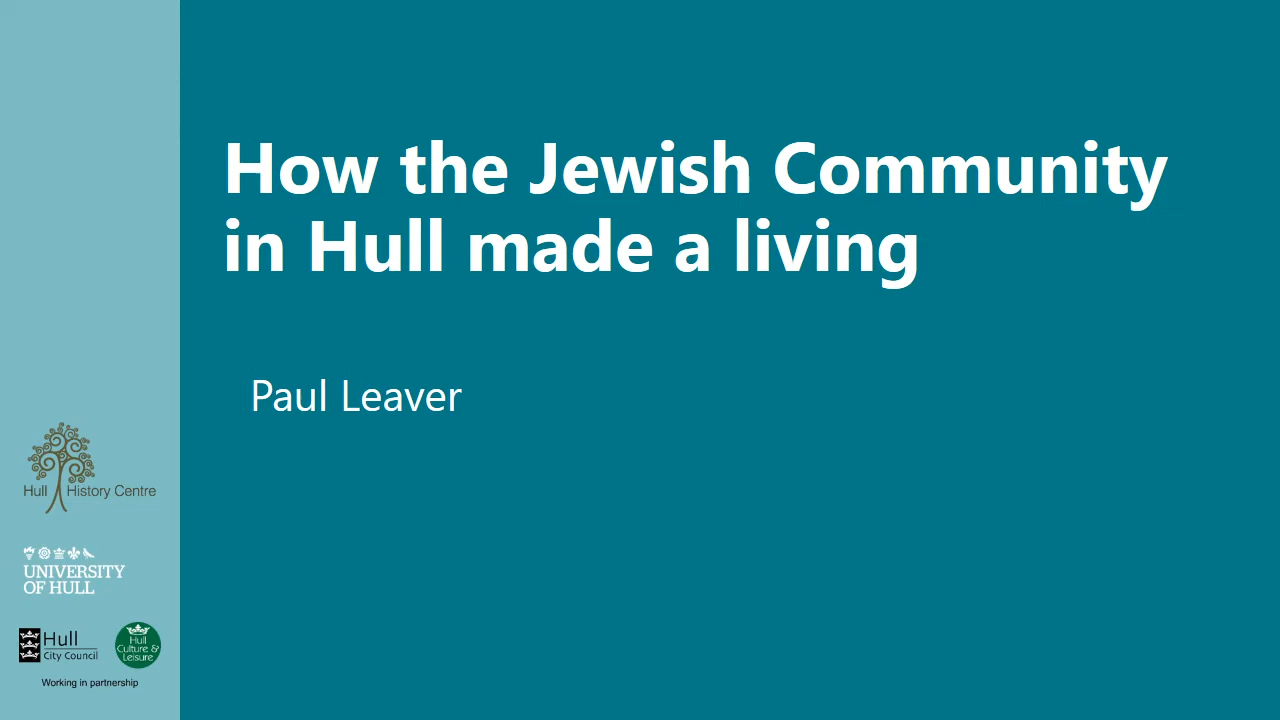 How the Jewish Community
in Hull made a living
Paul Leaver
Hull History Centre
UNIVERSITY
OF HULL
Hull
City Council
Hull
Culture &
Leisure
Working in partnership